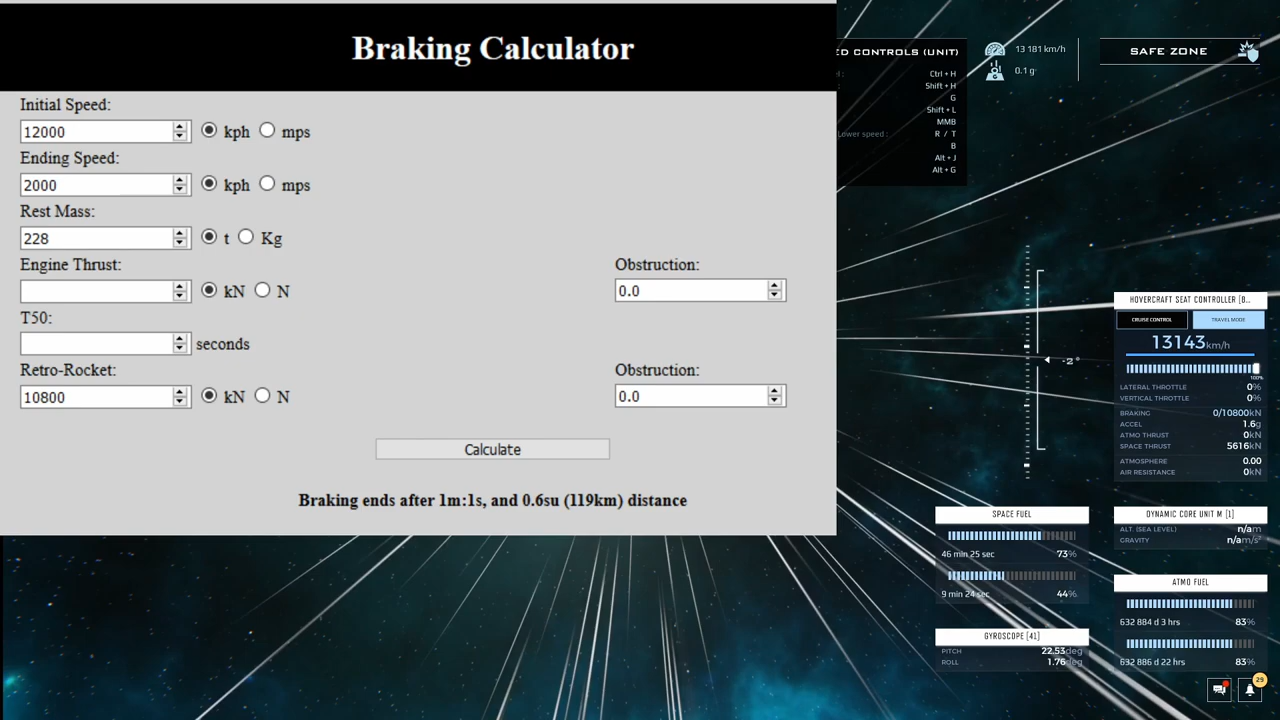 Braking Calculator
Initial Speed:
12000 kph mps
Ending Speed:
2000 kph mps
Rest Mass:
228 t Kg
Engine Thrust:
kN N
Obstruction:
0.0
T50:
seconds
Retro-Rocket:
10800 kN N
Obstruction:
0.0
Calculate
Braking ends after 1m:1s, and 0.6su (119km) distance
ED CONTROLS (UNIT)
Ctrl + H
Shift + H
G
Shift + L
MMB
Lower speed : R / T
B
Alt + J
Alt + G
13 181 km/h
0.1 g
SAFE ZONE
-2°
HOVERCRAFT SEAT CONTROLLER [B...
CRUISE CONTROL TRAVEL MODE
13143 km/h
100%
LATERAL THROTTLE 0%
VERTICAL THROTTLE 0%
BRAKING 0/10800kN
ACCEL 1.6g
ATMO THRUST 0kN
SPACE THRUST 5616kN
ATMOSPHERE 0.00
AIR RESISTANCE 0kN
SPACE FUEL
46 min 25 sec 73%
9 min 24 sec 44%
GYROSCOPE [41]
PITCH 22.53deg
ROLL 1.76deg
DYNAMIC CORE UNIT M [1]
ALT. (SEA LEVEL) n/a m
GRAVITY n/a m/s²
ATMO FUEL
632 884 d 3 hrs 83%
632 886 d 22 hrs 83%
29